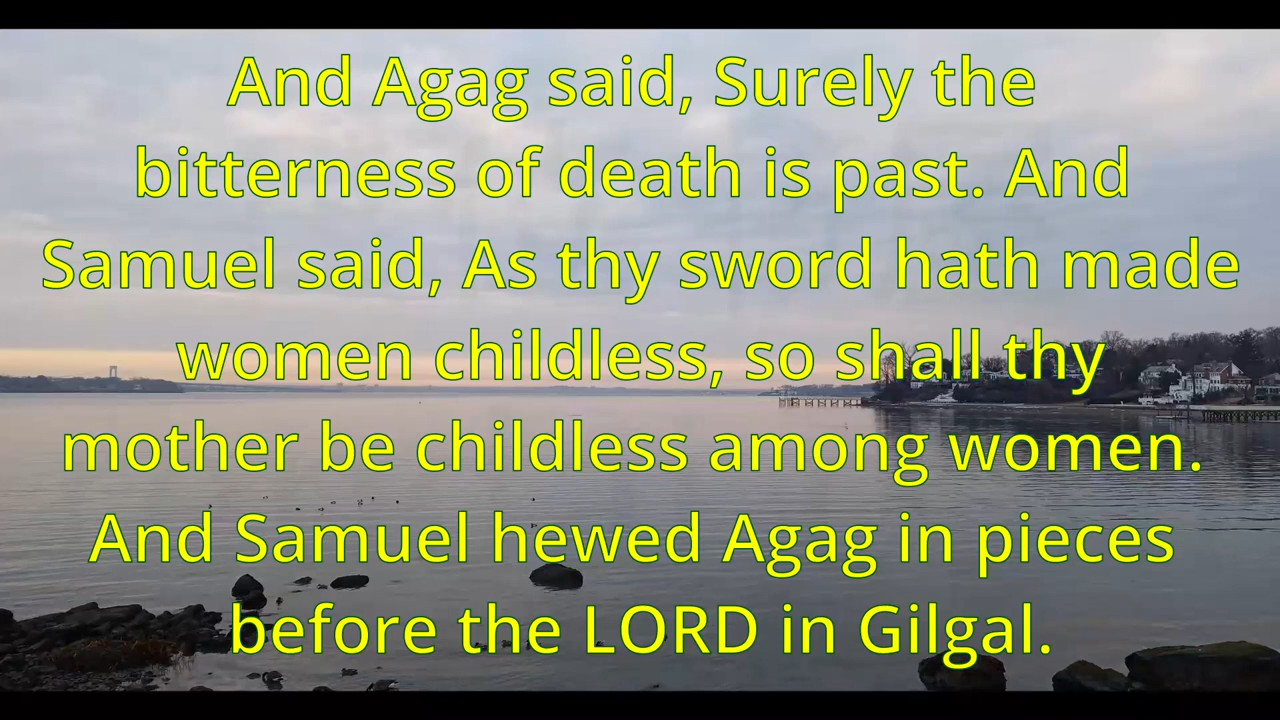 And Agag said, Surely the
bitterness of death is past. And
Samuel said, As thy sword hath made
women childless, so shall thy
mother be childless among women.
And Samuel hewed Agag in pieces
before the LORD in Gilgal.